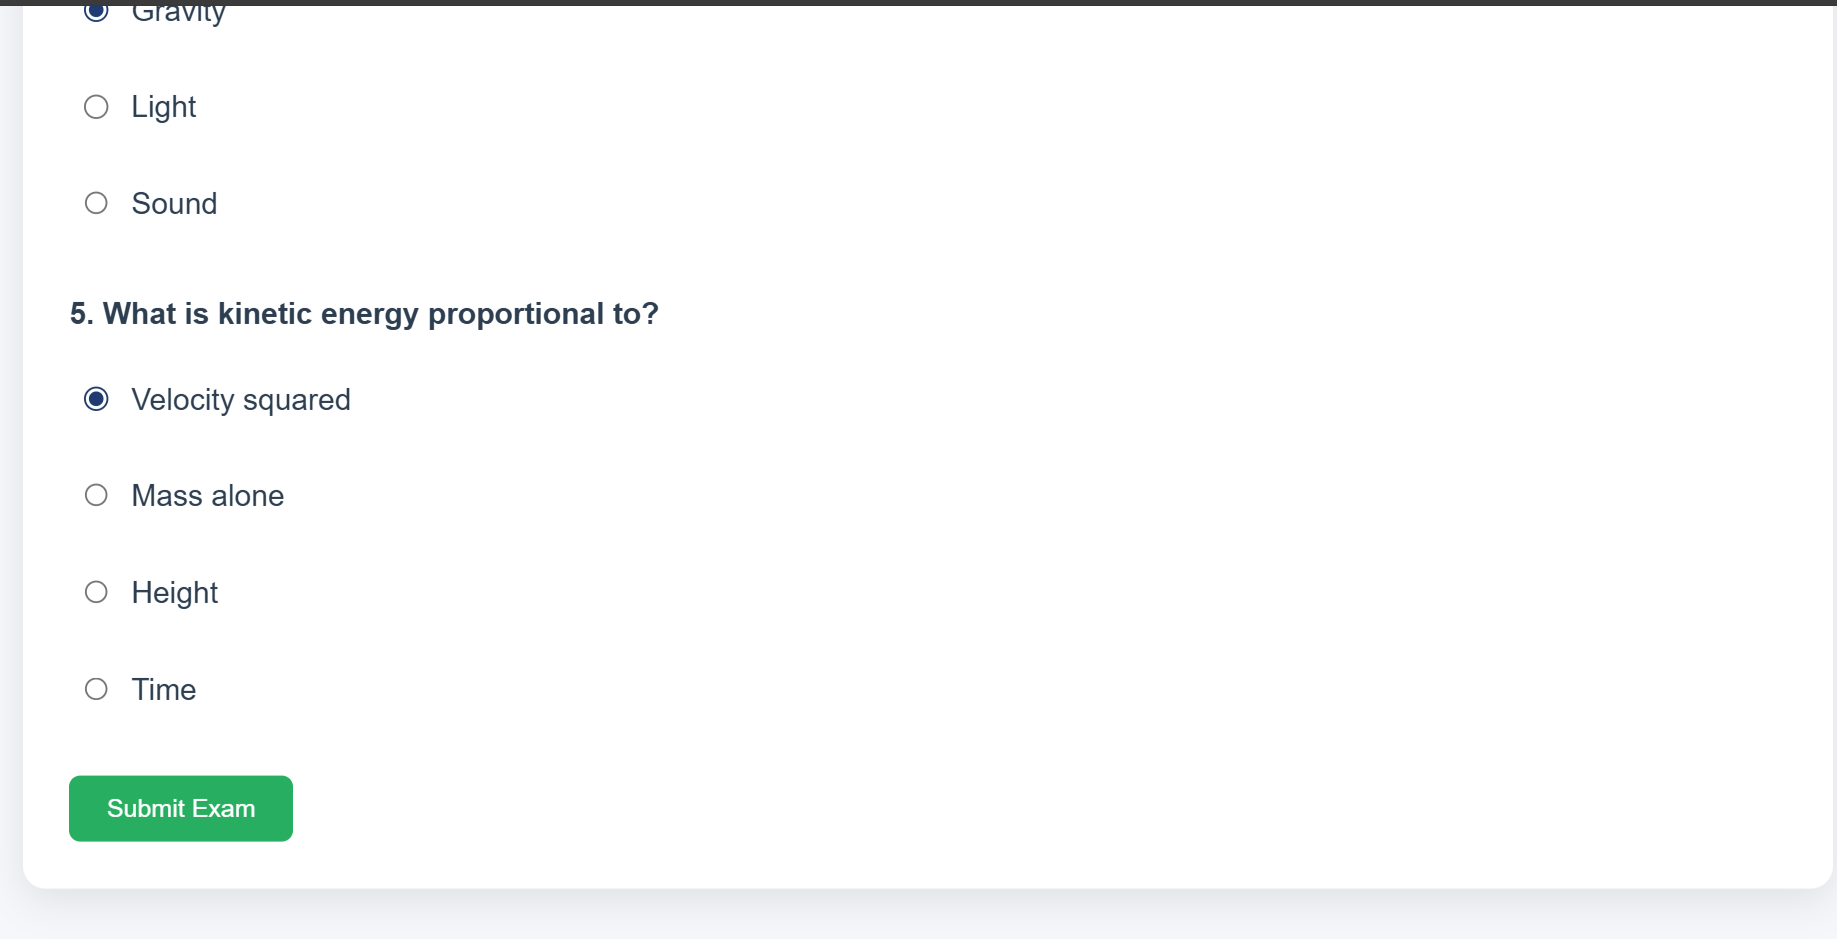 Gravity
Light
Sound
5. What is kinetic energy proportional to?
Velocity squared
Mass alone
Height
Time
Submit Exam